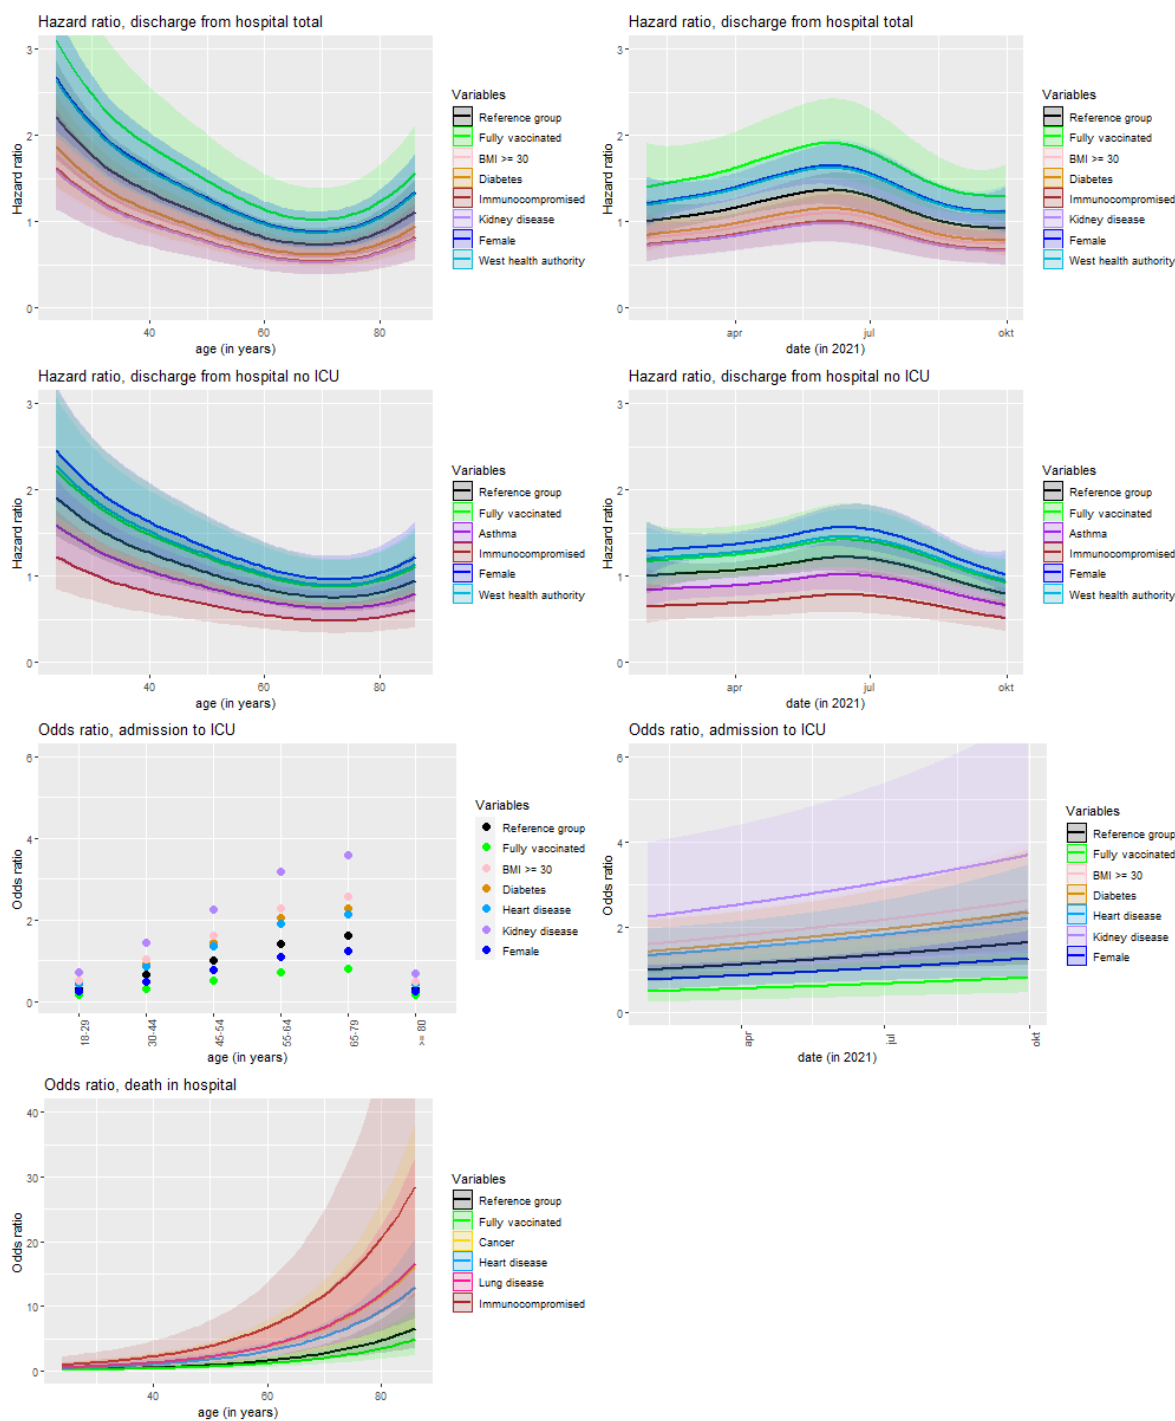 Hazard ratio, discharge from hospital total
Hazard ratio
3
2
1
0
40
60
80
age (in years)
Variables
Reference group
Fully vaccinated
BMI >= 30
Diabetes
Immunocompromised
Kidney disease
Female
West health authority
Hazard ratio, discharge from hospital total
Hazard ratio
3
2
1
0
apr
jul
okt
date (in 2021)
Variables
Reference group
Fully vaccinated
BMI >= 30
Diabetes
Immunocompromised
Kidney disease
Female
West health authority
Hazard ratio, discharge from hospital no ICU
Hazard ratio
3
2
1
0
40
60
80
age (in years)
Variables
Reference group
Fully vaccinated
Asthma
Immunocompromised
Female
West health authority
Hazard ratio, discharge from hospital no ICU
Hazard ratio
3
2
1
0
apr
jul
okt
date (in 2021)
Variables
Reference group
Fully vaccinated
Asthma
Immunocompromised
Female
West health authority
Odds ratio, admission to ICU
Odds ratio
6
4
2
0
18-29
30-44
45-54
55-64
65-79
>= 80
age (in years)
Variables
Reference group
Fully vaccinated
BMI >= 30
Diabetes
Heart disease
Kidney disease
Female
Odds ratio, admission to ICU
Odds ratio
6
4
2
0
apr
jul
okt
date (in 2021)
Variables
Reference group
Fully vaccinated
BMI >= 30
Diabetes
Heart disease
Kidney disease
Female
Odds ratio, death in hospital
Odds ratio
40
30
20
10
0
40
60
80
age (in years)
Variables
Reference group
Fully vaccinated
Cancer
Heart disease
Lung disease
Immunocompromised